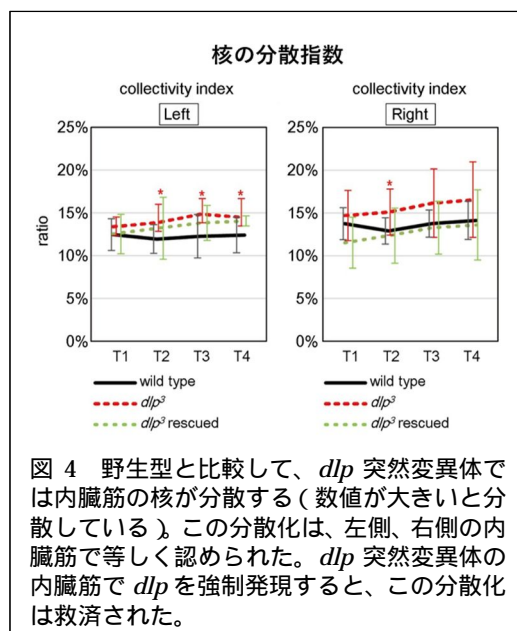 核の分散指数
collectivity index
Left
25%
20%
15%
10%
5%
0%
ratio
*
*
*
T1 T2 T3 T4
wild type
dlp³
dlp³ rescued
collectivity index
Right
25%
20%
15%
10%
5%
0%
*
T1 T2 T3 T4
wild type
dlp³
dlp³ rescued
図 4 野生型と比較して、dlp 突然変異体で
は内臓筋の核が分散する(数値が大きいと分
散している)。この分散化は、左側、右側の内
臓筋で等しく認められた。dlp 突然変異体の
内臓筋で dlp を強制発現すると、この分散化
は救済された。